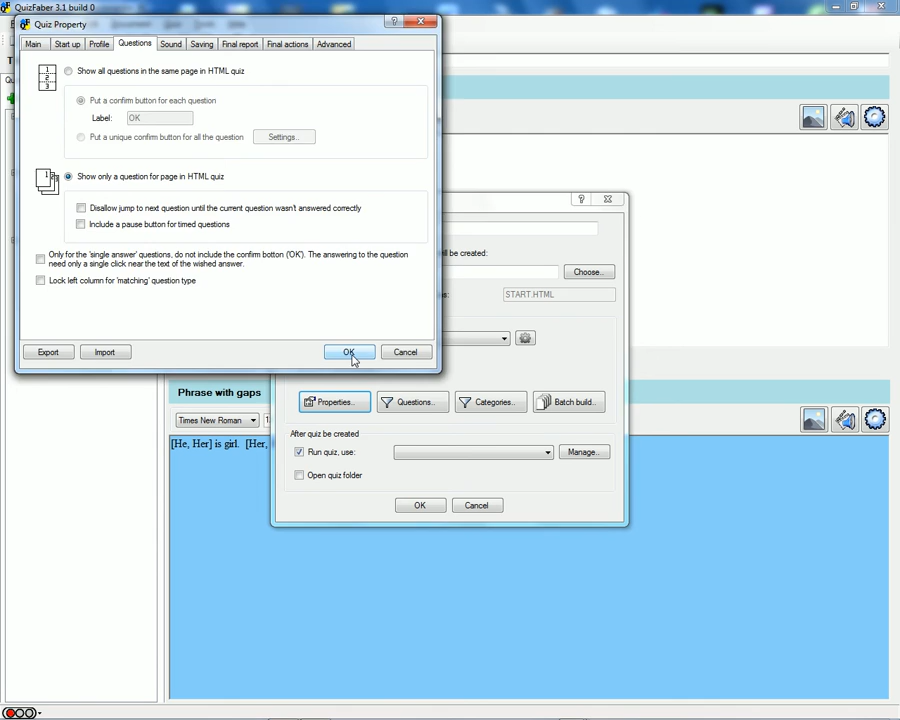 QuizFaber 3.1 build 0
Quiz Property
Main
Start up
Profile
Questions
Sound
Saving
Final report
Final actions
Advanced
Show all questions in the same page in HTML quiz
Put a confirm button for each question
Label:
OK
Put a unique confirm button for all the question
Settings..
Show only a question for page in HTML quiz
Disallow jump to next question until the current question wasn't answered correctly
Include a pause button for timed questions
Only for the 'single answer' questions, do not include the confirm botton ('OK'). The answering to the question
need only a single click near the text of the wished answer.
Lock left column for 'matching' question type
Export
Import
OK
Cancel
ll be created:
Choose..
START.HTML
Properties..
Questions..
Categories..
Batch build..
After quiz be created
Run quiz, use:
Manage..
Open quiz folder
OK
Cancel
Phrase with gaps
Times New Roman
[He, Her] is girl. [Her,